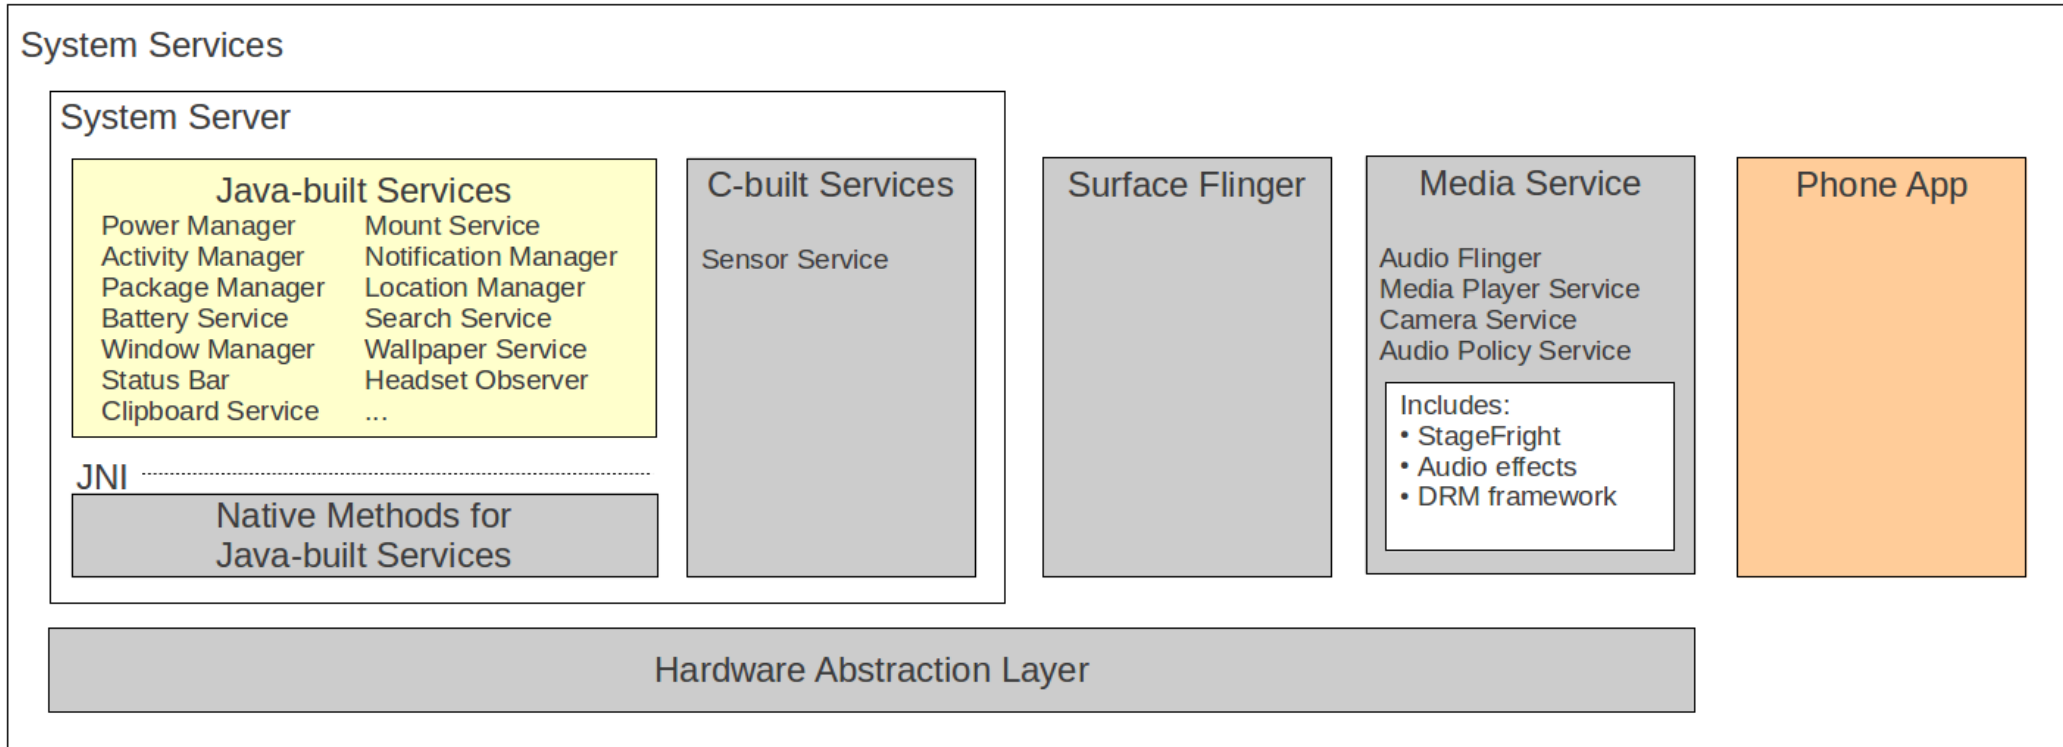 System Services
System Server
Java-built Services
Power Manager
Activity Manager
Package Manager
Battery Service
Window Manager
Status Bar
Clipboard Service
Mount Service
Notification Manager
Location Manager
Search Service
Wallpaper Service
Headset Observer
...
JNI
Native Methods for
Java-built Services
C-built Services
Sensor Service
Surface Flinger
Media Service
Audio Flinger
Media Player Service
Camera Service
Audio Policy Service
Includes:
• StageFright
• Audio effects
• DRM framework
Phone App
Hardware Abstraction Layer